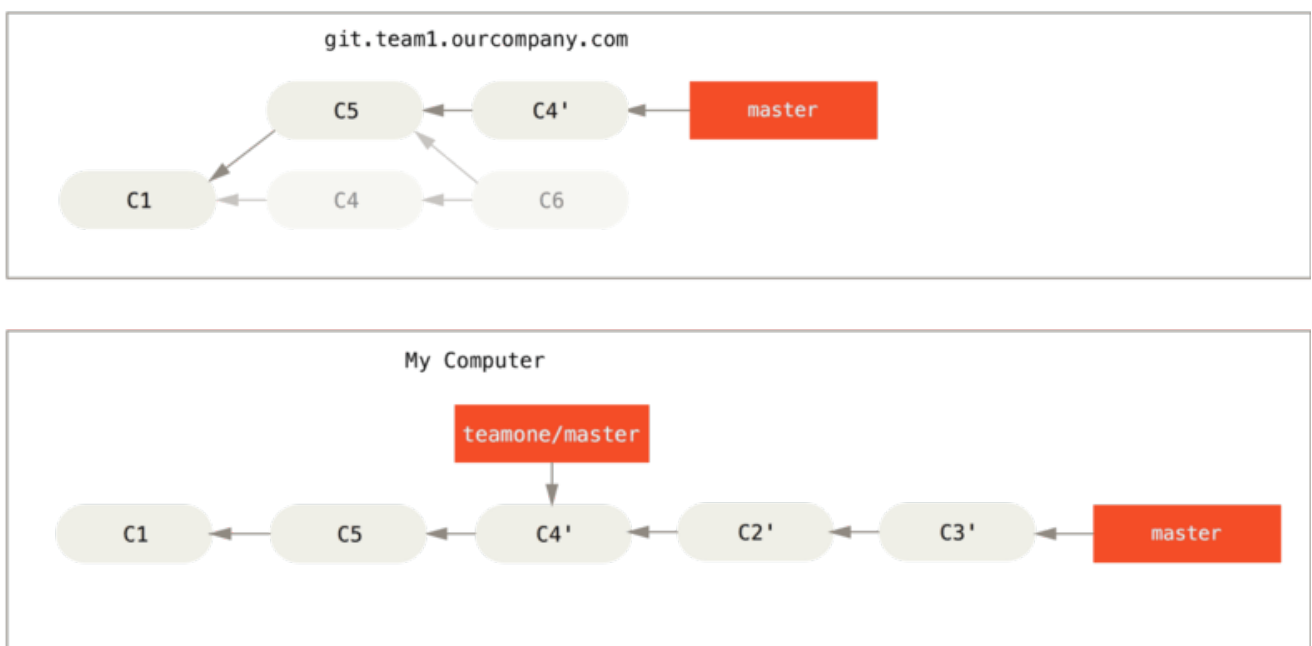 git.team1.ourcompany.com
C5
C4'
master
C1
C4
C6
My Computer
teamone/master
C1
C5
C4'
C2'
C3'
master